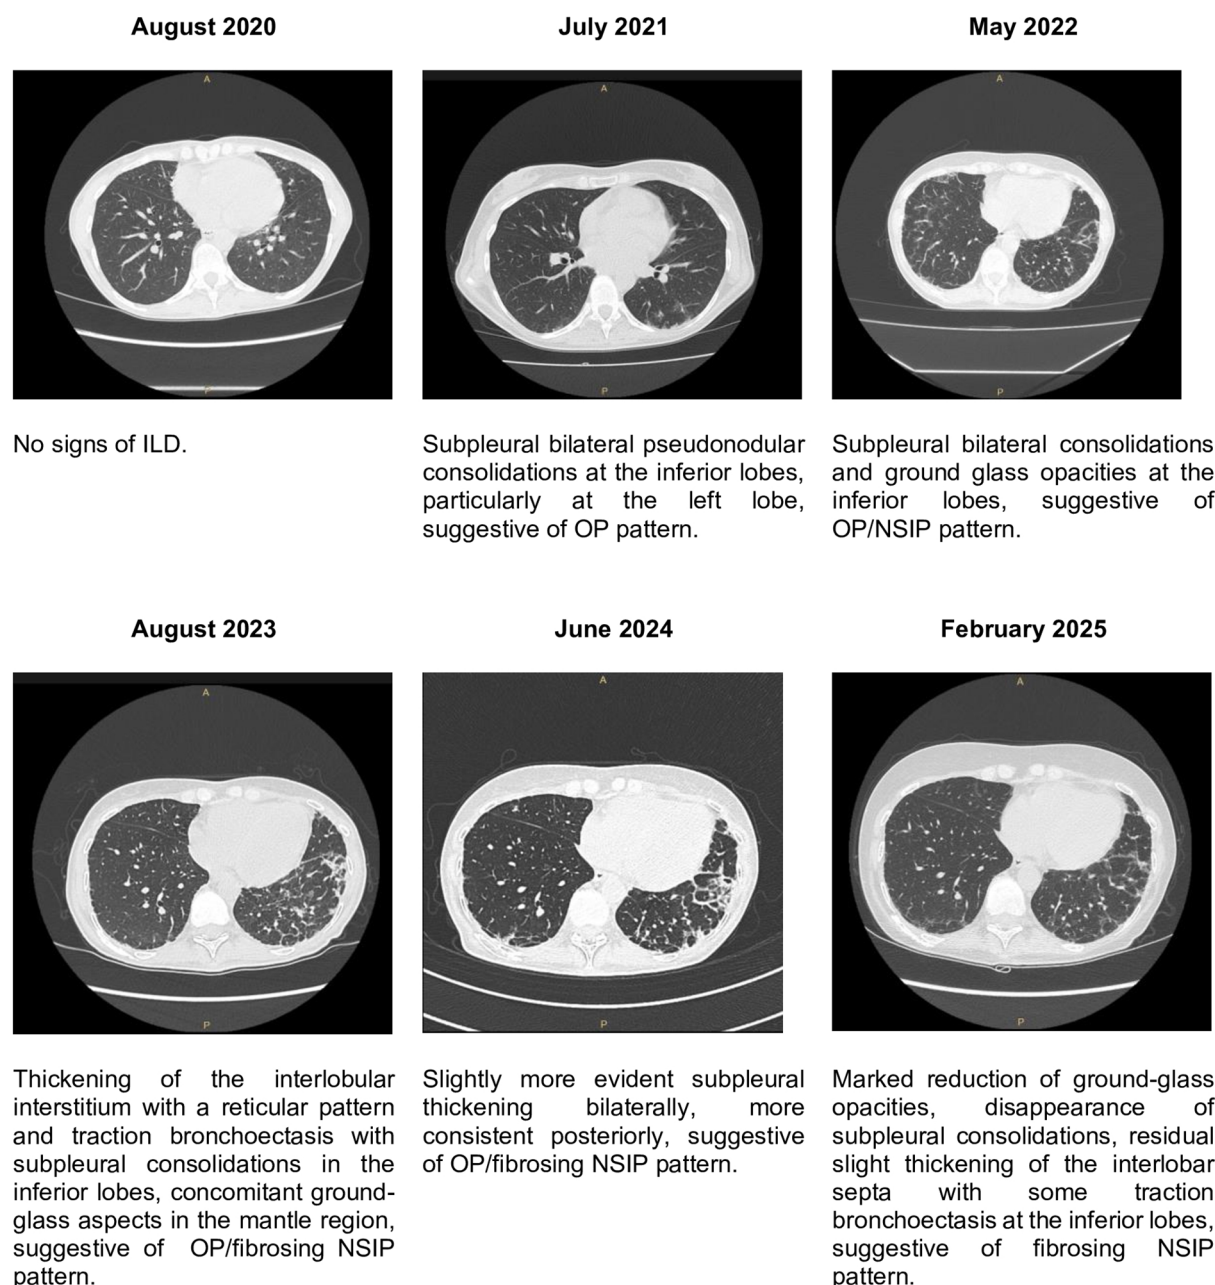 August 2020
July 2021
May 2022
A
A
A
P
P
P
No signs of ILD.
Subpleural bilateral pseudonodular
consolidations at the inferior lobes,
particularly at the left lobe,
suggestive of OP pattern.
Subpleural bilateral consolidations
and ground glass opacities at the
inferior lobes, suggestive of
OP/NSIP pattern.
August 2023
June 2024
February 2025
A
A
A
P
P
P
Thickening of the interlobular
interstitium with a reticular pattern
and traction bronchoectasis with
subpleural consolidations in the
inferior lobes, concomitant ground-
glass aspects in the mantle region,
suggestive of OP/fibrosing NSIP
pattern.
Slightly more evident subpleural
thickening bilaterally, more
consistent posteriorly, suggestive
of OP/fibrosing NSIP pattern.
Marked reduction of ground-glass
opacities, disappearance of
subpleural consolidations, residual
slight thickening of the interlobar
septa with some traction
bronchoectasis at the inferior lobes,
suggestive of fibrosing NSIP
pattern.